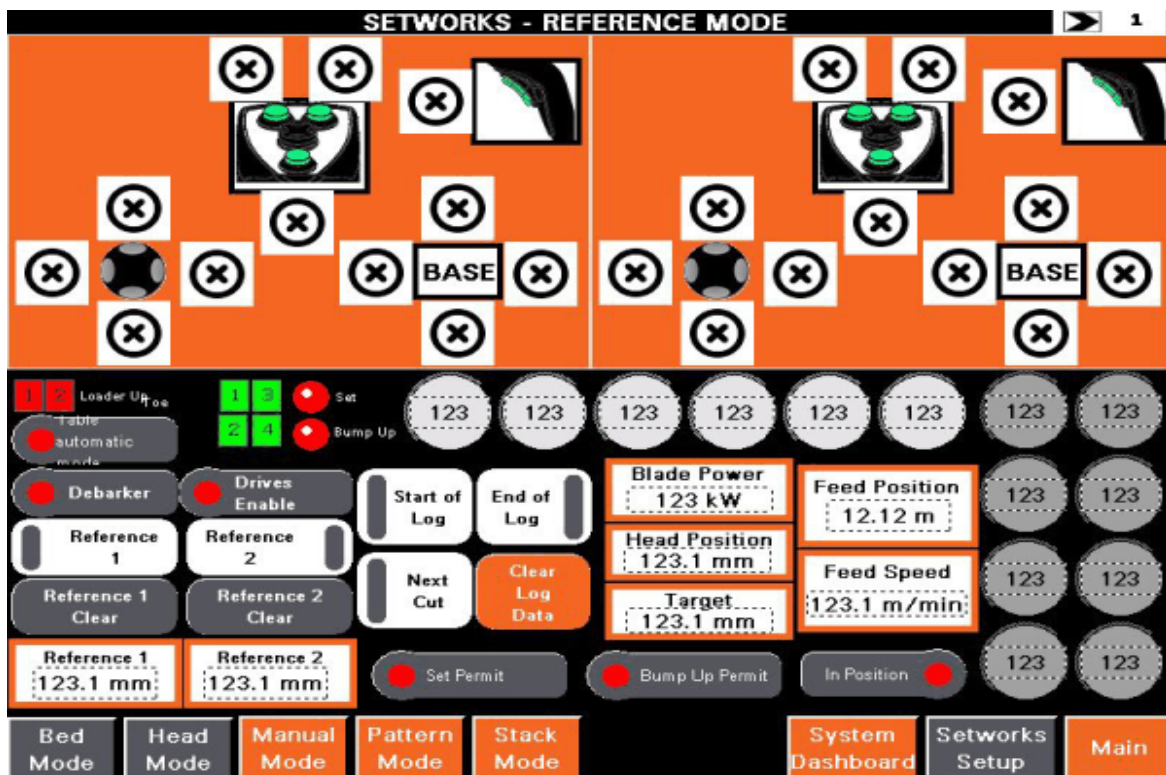 SETWORKS - REFERENCE MODE
1
BASE
BASE
1 2 Loader Up
Toe
Table
automatic
mode
1 3
2 4
Set
Bump Up
123 123 123 123 123 123
123 123
Debarker
Drives
Enable
Start of
Log
End of
Log
Blade Power
123 kW
Feed Position
12.12 m
123 123
Reference
1
Reference
2
Head Position
123.1 mm
Next
Cut
Clear
Log
Data
Feed Speed
123.1 m/min
123 123
Reference 1
Clear
Reference 2
Clear
Target
123.1 mm
Reference 1
123.1 mm
Reference 2
123.1 mm
Set Permit
Bump Up Permit
In Position
123 123
Bed
Mode
Head
Mode
Manual
Mode
Pattern
Mode
Stack
Mode
System
Dashboard
Setworks
Setup
Main